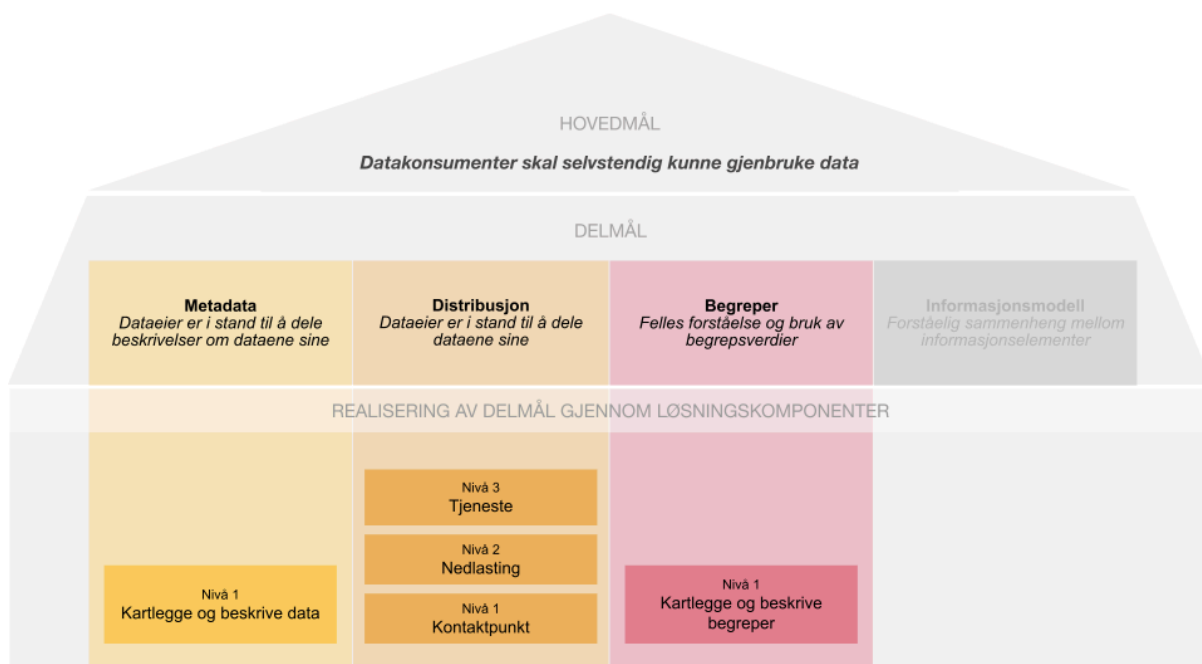 HOVEDMÅL
Datakonsumenter skal selvstendig kunne gjenbruke data
DELMÅL
Metadata
Dataeier er i stand til å dele
beskrivelser om dataene sine
Distribusjon
Dataeier er i stand til å dele
dataene sine
Begreper
Felles forståelse og bruk av
begrepsverdier
Informasjonsmodell
Forståelig sammenheng mellom
informasjonselementer
REALISERING AV DELMÅL GJENNOM LØSNINGSKOMPONENTER
Nivå 1
Kartlegge og beskrive data
Nivå 3
Tjeneste
Nivå 2
Nedlasting
Nivå 1
Kontaktpunkt
Nivå 1
Kartlegge og beskrive
begreper